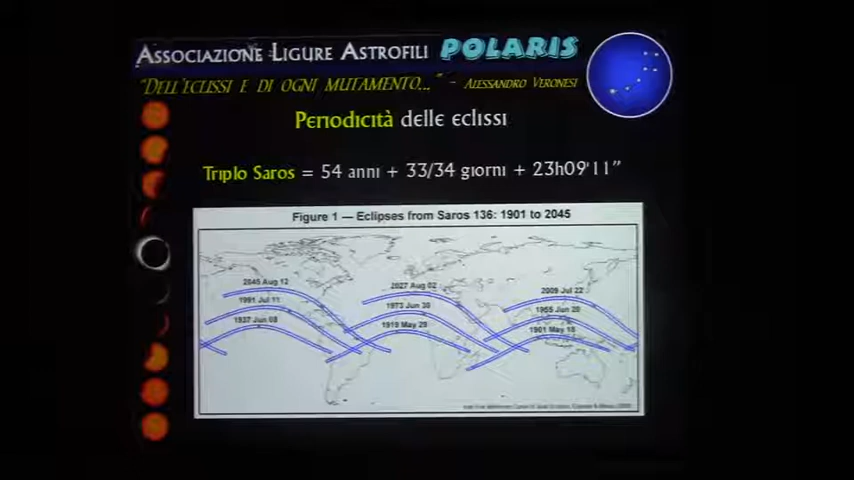 Associazione Ligure Astrofili POLARIS
"Dell'eclissi e di ogni mutamento..." - Alessandro Veronesi
Periodicità delle eclissi
Triplo Saros = 54 anni + 33/34 giorni + 23h09'11"
Figure 1 — Eclipses from Saros 136: 1901 to 2045
2045 Aug 12
2027 Aug 02
2009 Jul 22
1991 Jul 11
1973 Jun 30
1955 Jun 20
1937 Jun 08
1919 May 29
1901 May 18